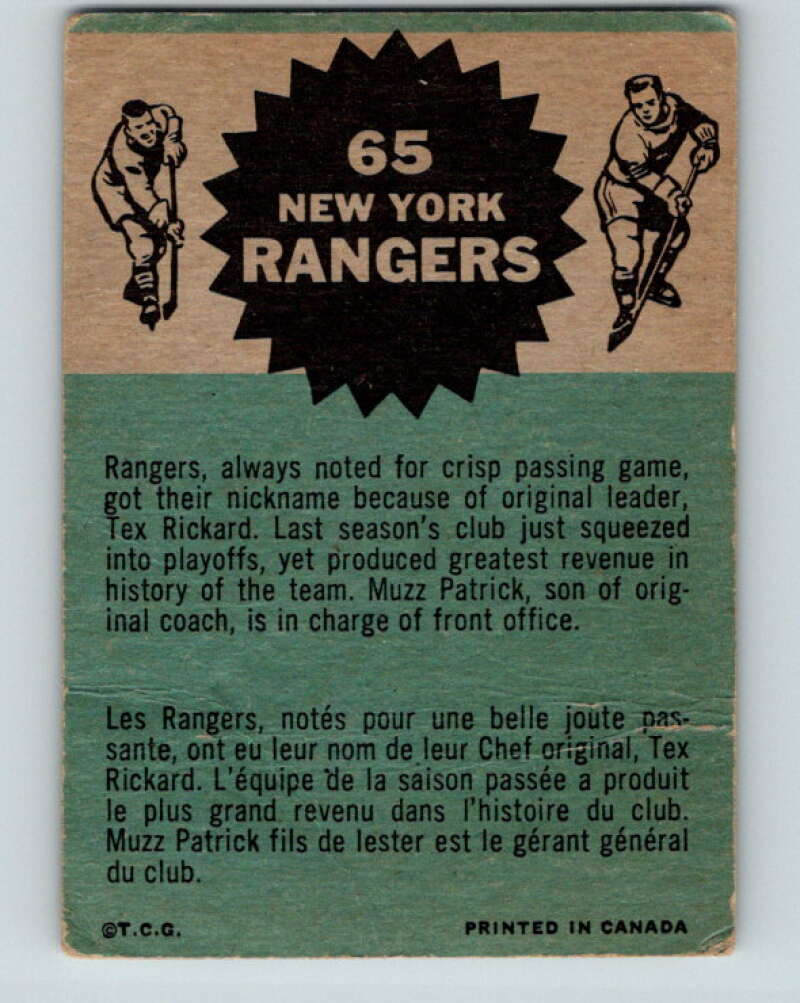 65
NEW YORK
RANGERS
Rangers, always noted for crisp passing game,
got their nickname because of original leader,
Tex Rickard. Last season's club just squeezed
into playoffs, yet produced greatest revenue in
history of the team. Muzz Patrick, son of orig-
inal coach, is in charge of front office.
Les Rangers, notés pour une belle joute pas-
sante, ont eu leur nom de leur Chef original, Tex
Rickard. L'équipe de la saison passée a produit
le plus grand revenu dans l'histoire du club.
Muzz Patrick fils de lester est le gérant général
du club.
©T.C.G. PRINTED IN CANADA